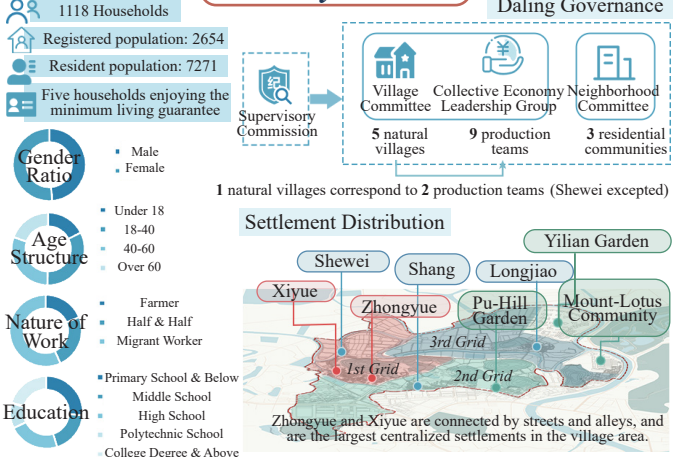 1118 Households
Registered population: 2654
Resident population: 7271
Five households enjoying the
minimum living guarantee
Gender
Ratio
Male
Female
Age
Structure
Under 18
18-40
40-60
Over 60
Nature of
Work
Farmer
Half & Half
Migrant Worker
Education
Primary School & Below
Middle School
High School
Polytechnic School
College Degree & Above
Daling Governance
纪
Supervisory
Commission
¥
Village
Committee
Collective Economy
Leadership Group
Neighborhood
Committee
5 natural
villages
9 production
teams
3 residential
communities
1 natural villages correspond to 2 production teams (Shewei excepted)
Settlement Distribution
Yilian Garden
Shewei
Shang
Longjiao
Xiyue
Zhongyue
Pu-Hill
Garden
Mount-Lotus
Community
3rd Grid
1st Grid
2nd Grid
Zhongyue and Xiyue are connected by streets and alleys, and
are the largest centralized settlements in the village area.